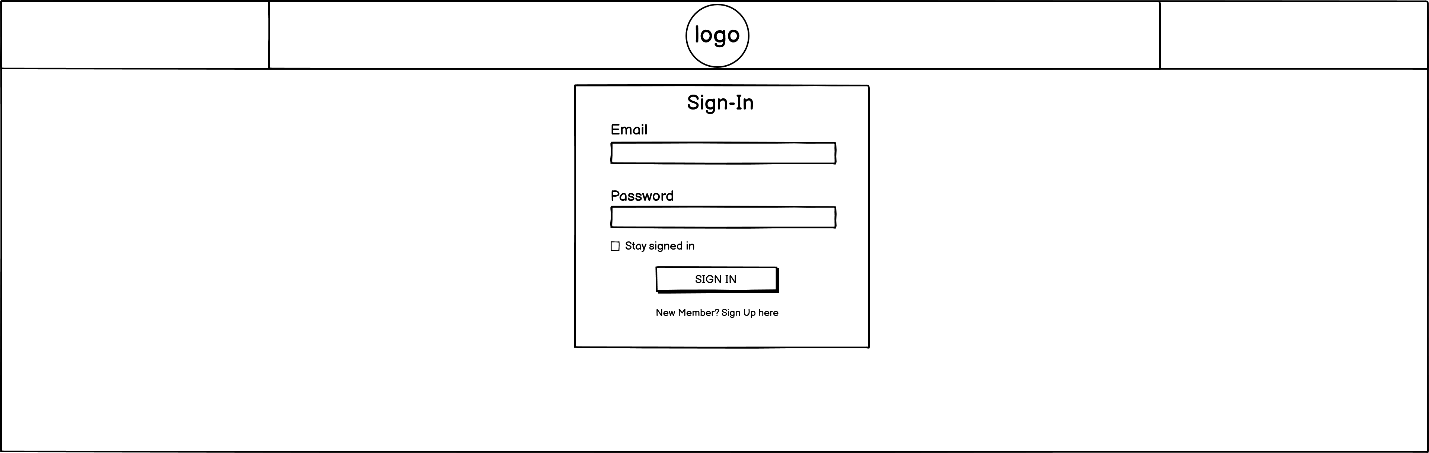 logo
Sign-In
Email
Password
Stay signed in
SIGN IN
New Member? Sign Up here